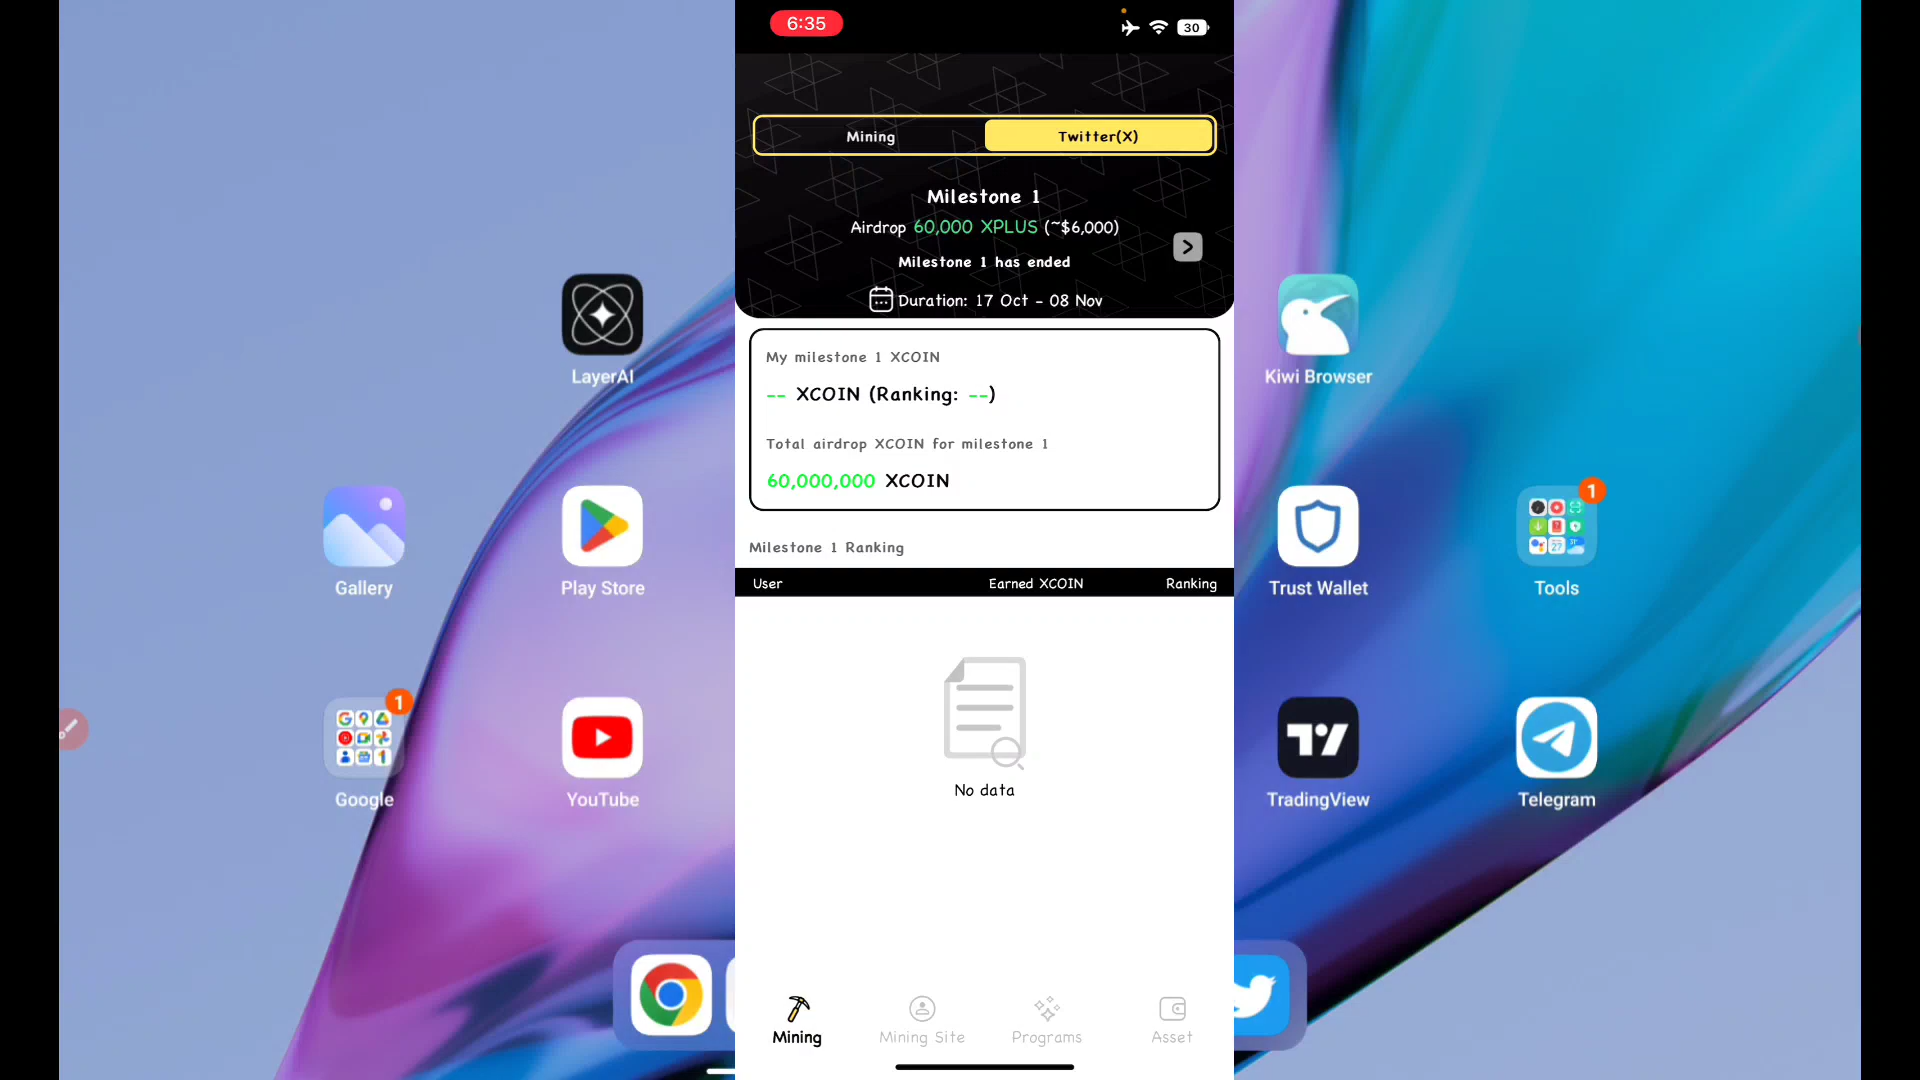 6:35
30
Mining
Twitter(X)
Milestone 1
Airdrop 60,000 XPLUS (~$6,000)
Milestone 1 has ended
Duration: 17 Oct - 08 Nov
My milestone 1 XCOIN
-- XCOIN (Ranking: --)
Total airdrop XCOIN for milestone 1
60,000,000 XCOIN
Milestone 1 Ranking
User
Earned XCOIN
Ranking
No data
Mining
Mining Site
Programs
Asset
LayerAI
Kiwi Browser
Gallery
Play Store
Trust Wallet
1
Tools
1
Google
YouTube
TradingView
Telegram